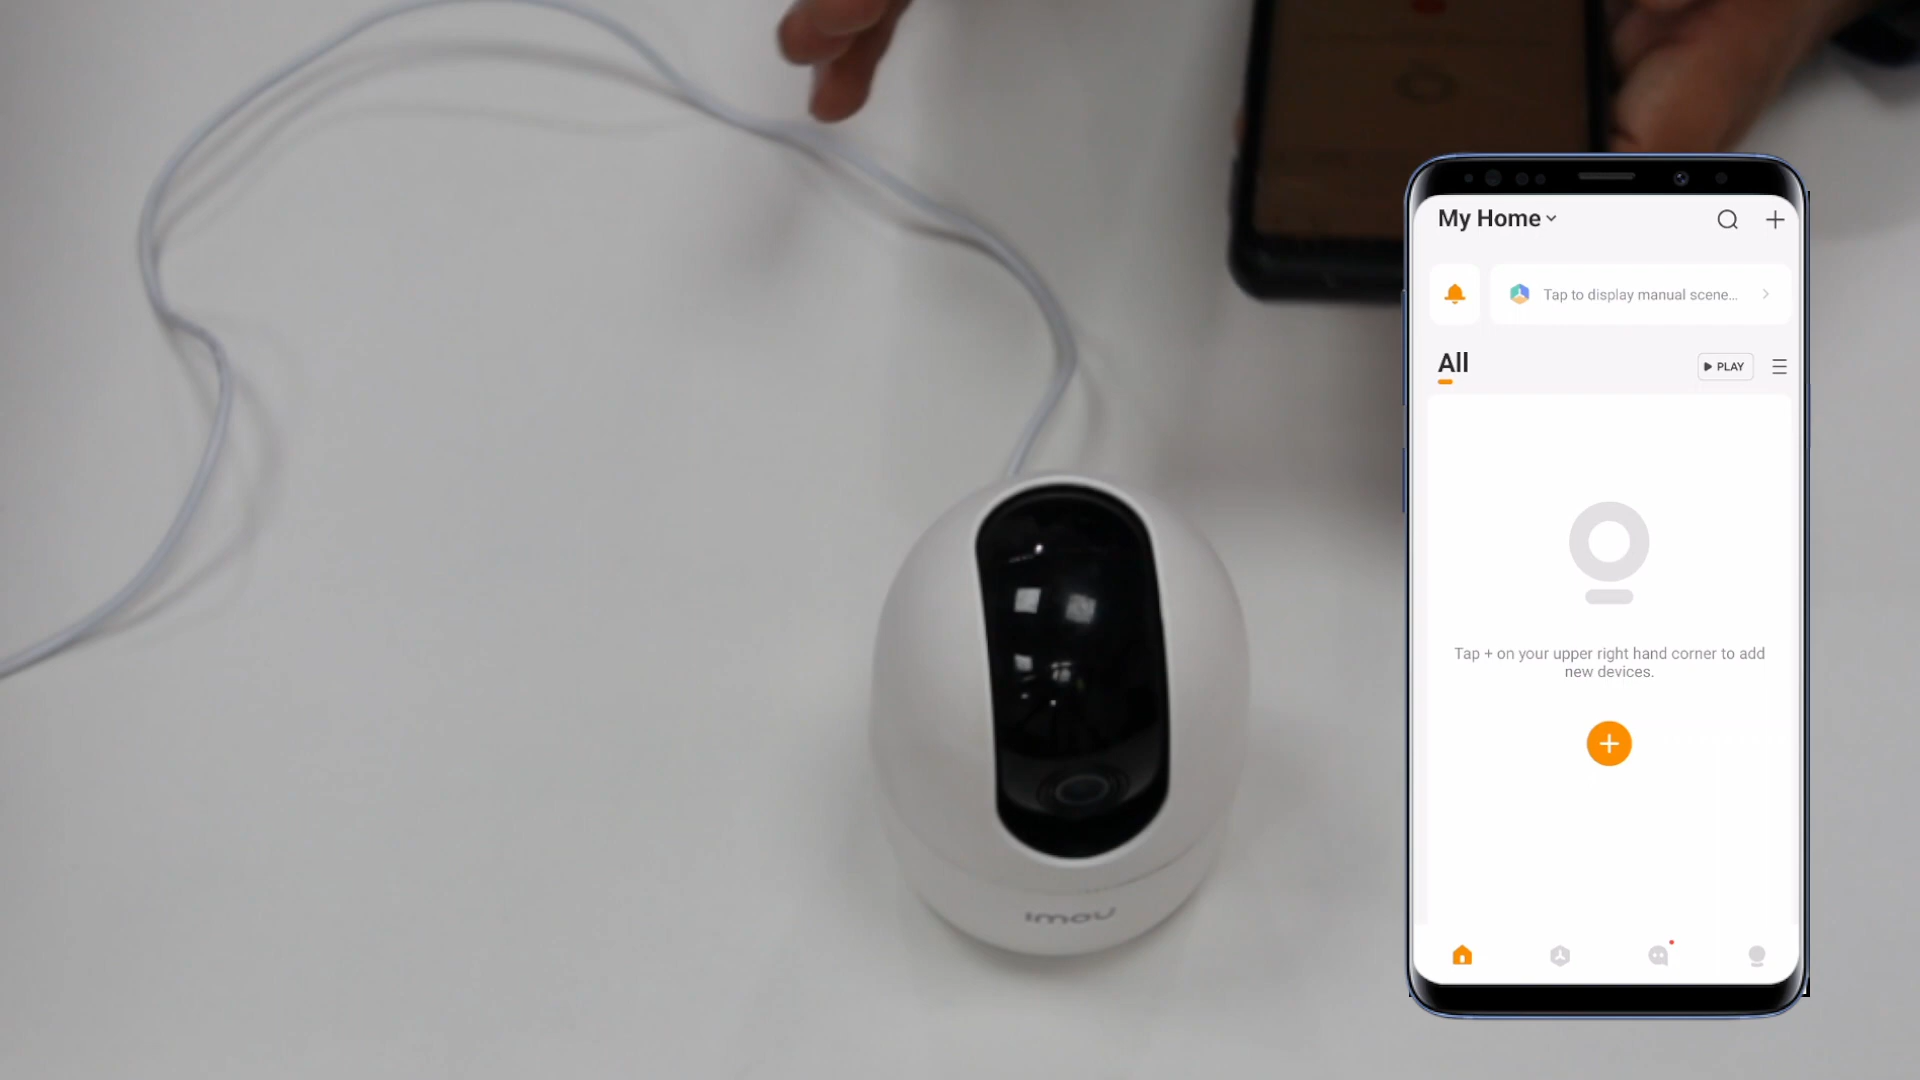 My Home
Tap to display manual scene...
All
PLAY
Tap + on your upper right hand corner to add
new devices.
imou